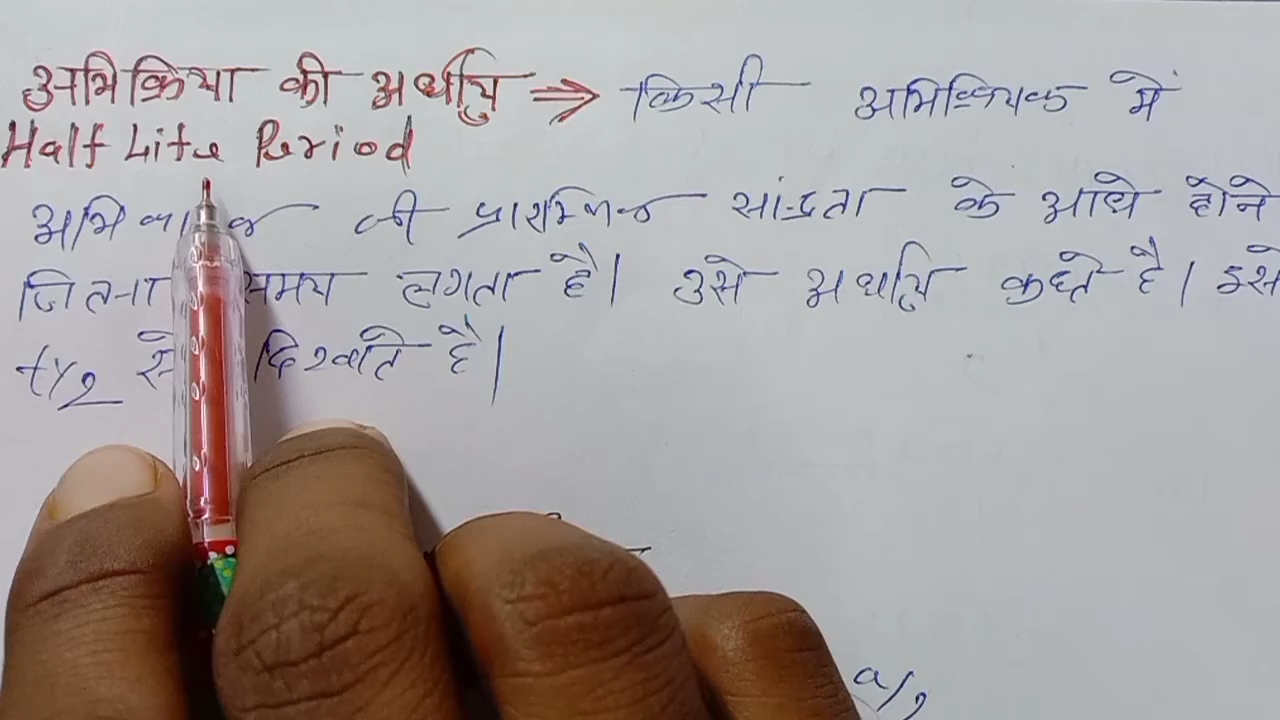 अभिक्रिया की अर्धायु ⇒ किसी अभिक्रियक में
Half Life Period
की प्रारम्भिक सांद्रता के आधे होने
जितना समय लगता है। उसे अर्धायु कहते है। इसे
t1/2 से दिखाते है।
a/2